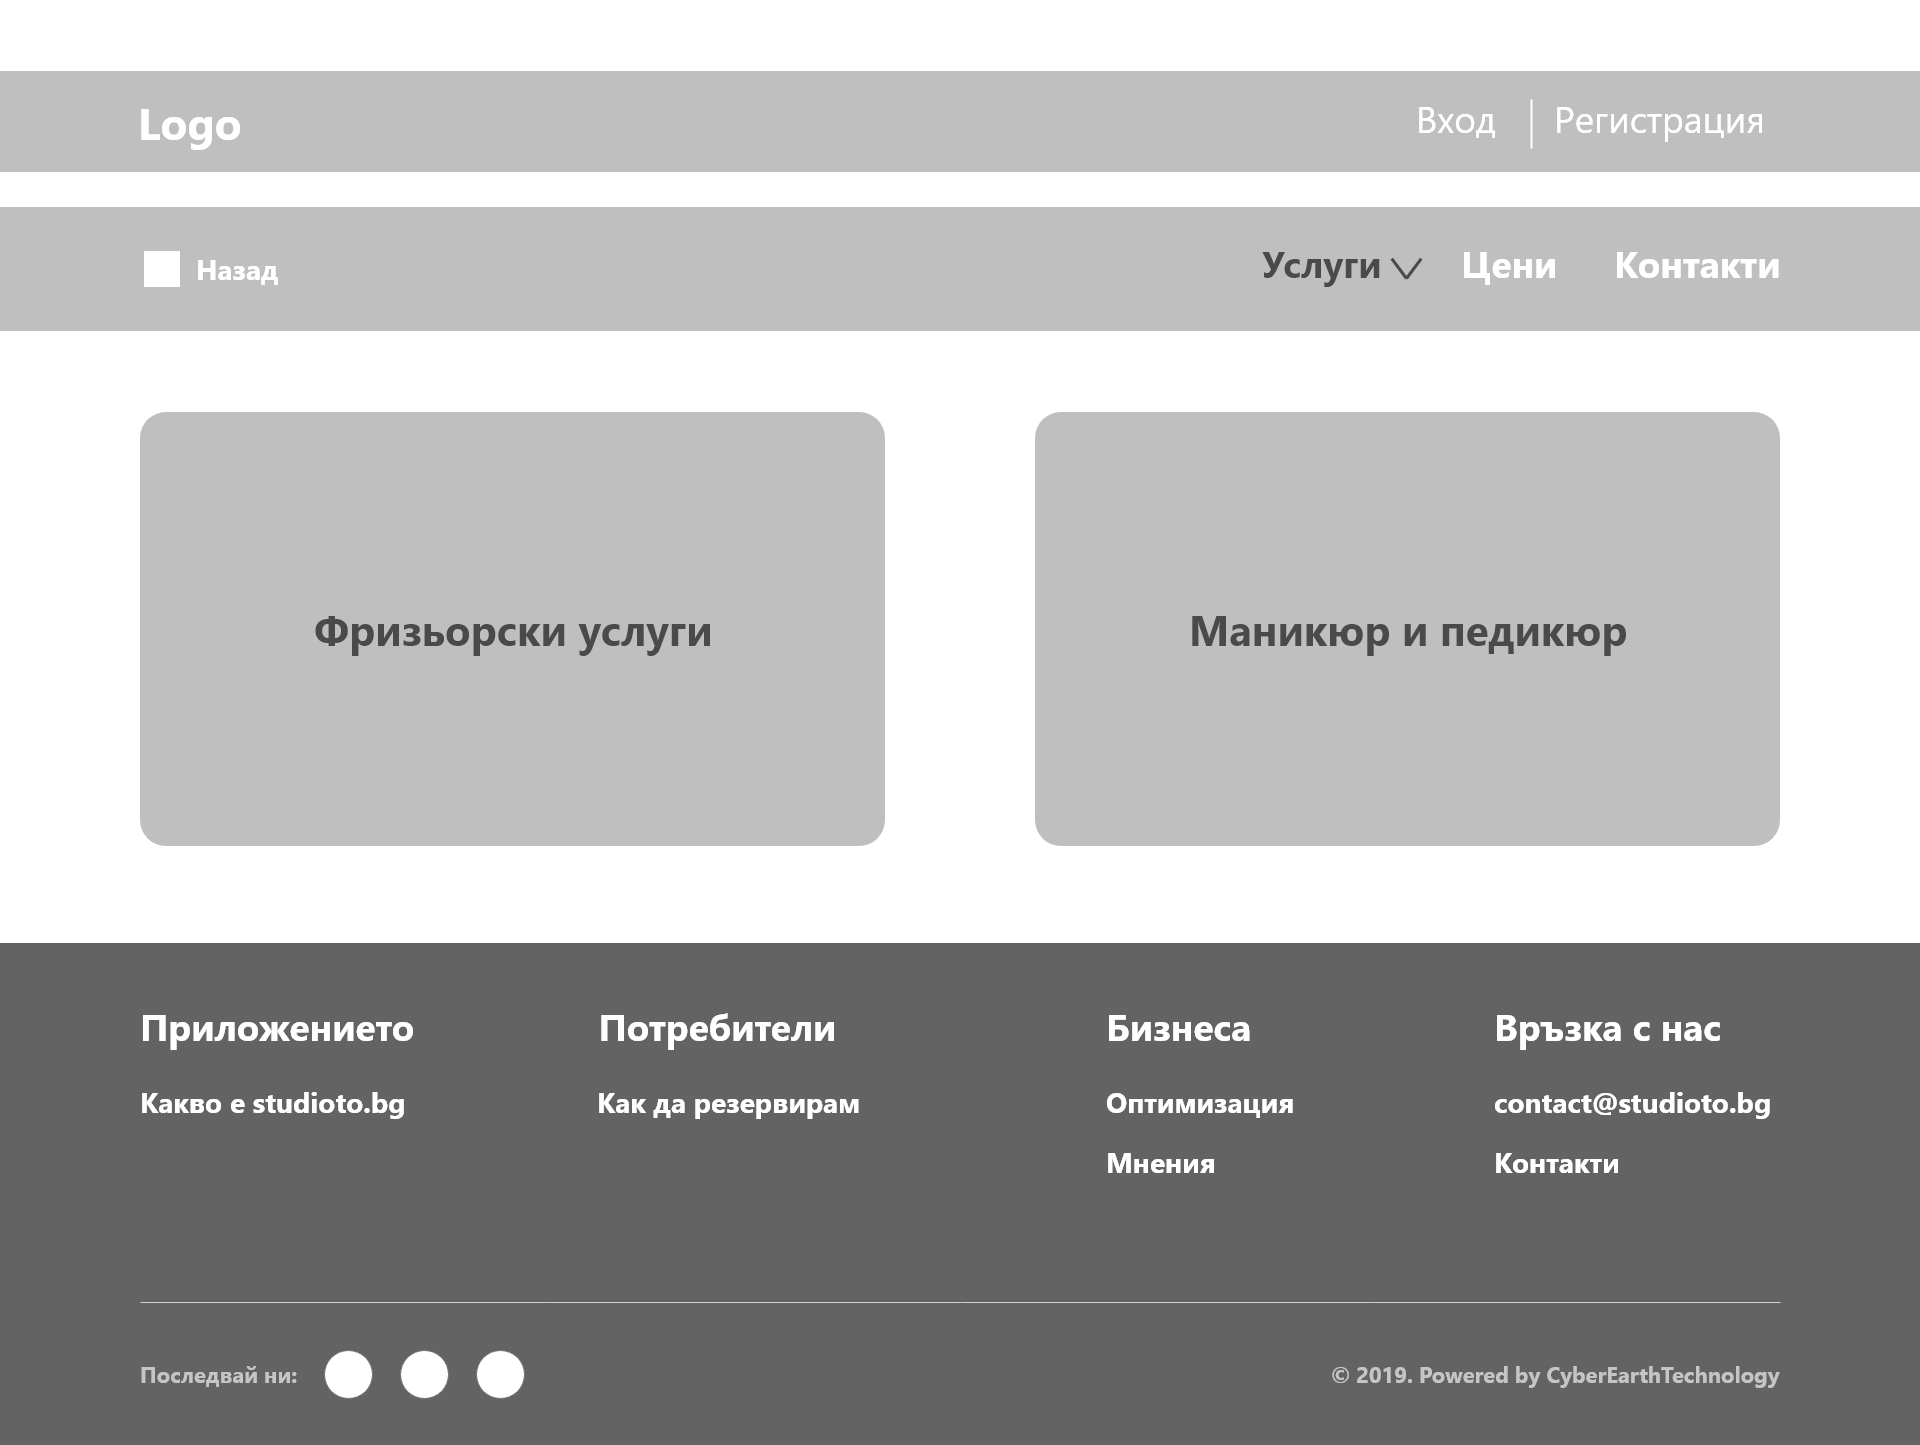 Logo
Вход
Регистрация
Назад
Услуги
Цени
Контакти
Фризьорски услуги
Маникюр и педикюр
Приложението
Какво е studioto.bg
Потребители
Как да резервирам
Бизнеса
Оптимизация
Мнения
Връзка с нас
contact@studioto.bg
Контакти
Последвай ни:
© 2019. Powered by CyberEarthTechnology